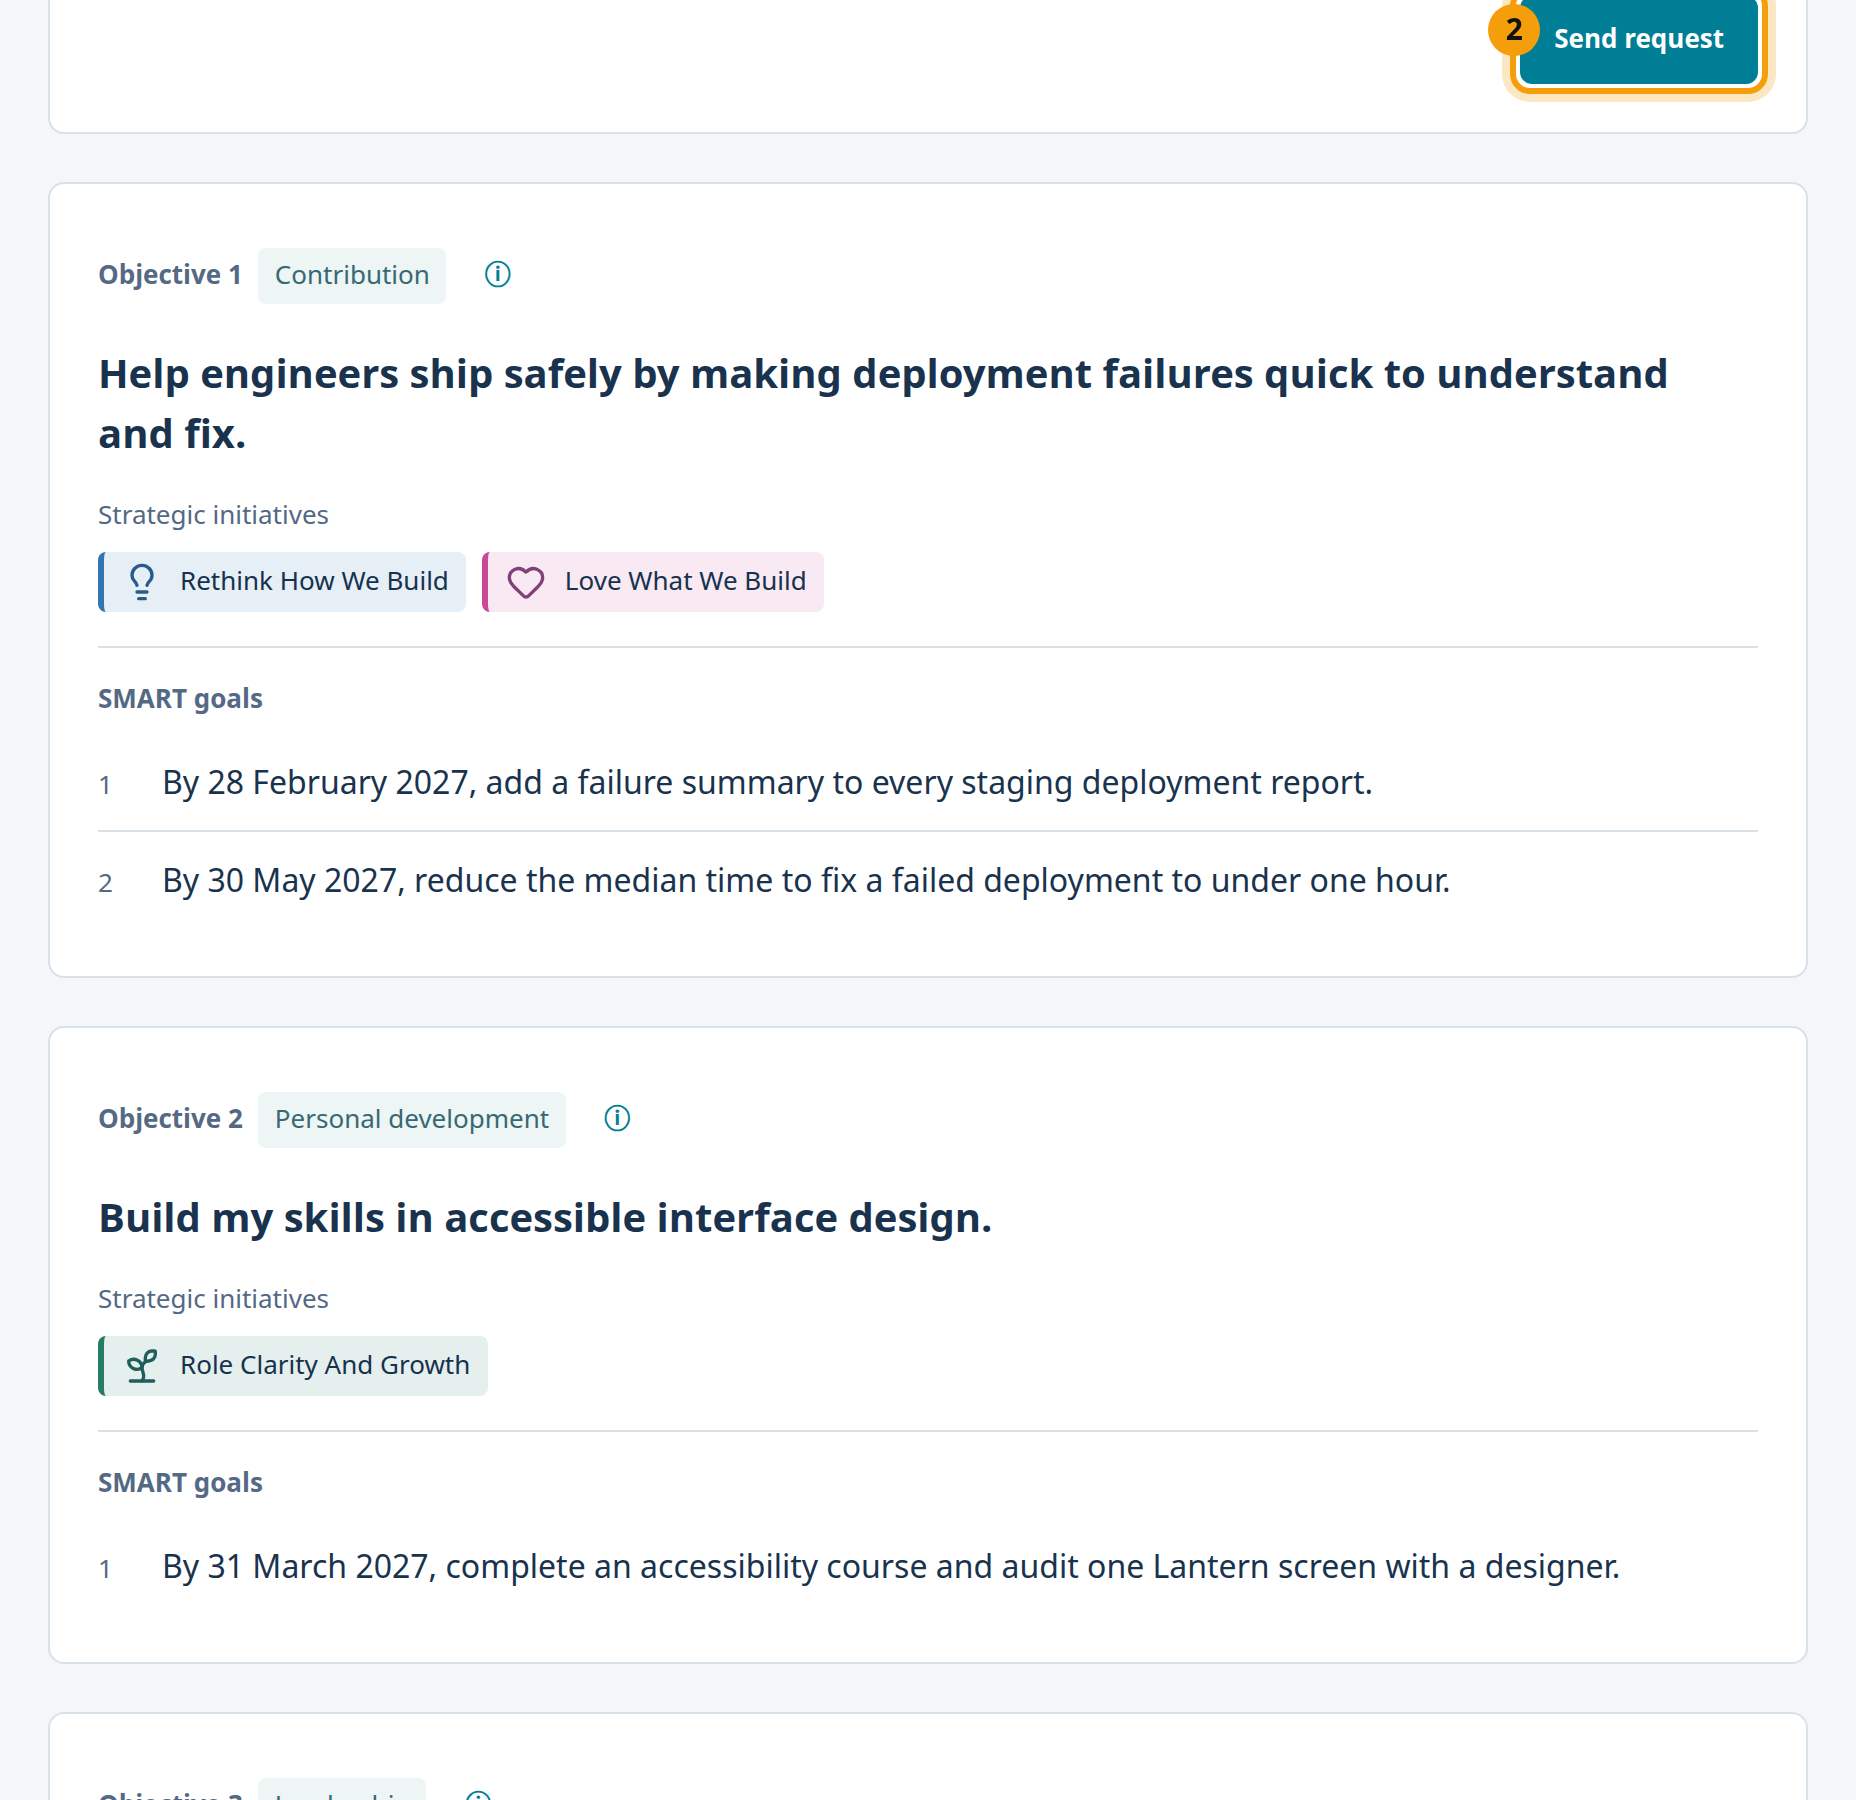 2
Send request
Objective 1
Contribution
Help engineers ship safely by making deployment failures quick to understand
and fix.
Strategic initiatives
Rethink How We Build
Love What We Build
SMART goals
1
By 28 February 2027, add a failure summary to every staging deployment report.
2
By 30 May 2027, reduce the median time to fix a failed deployment to under one hour.
Objective 2
Personal development
Build my skills in accessible interface design.
Strategic initiatives
Role Clarity And Growth
SMART goals
1
By 31 March 2027, complete an accessibility course and audit one Lantern screen with a designer.
Objective 3